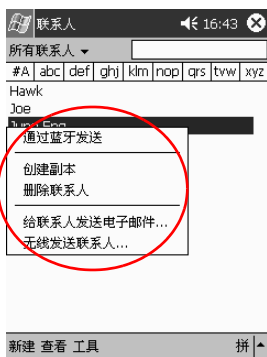 联系人 16:43
所有联系人
#A abc def ghj klm nop qrs tvw xyz
Hawk
Joe
通过蓝牙发送
创建副本
删除联系人
给联系人发送电子邮件...
无线发送联系人...
新建 查看 工具 拼